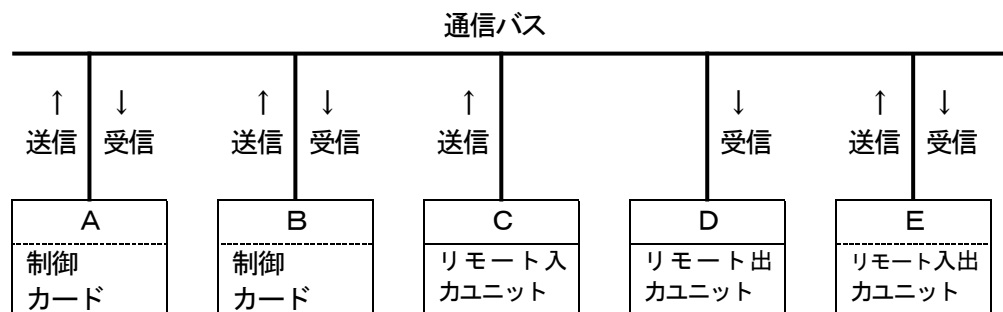 通信バス
↑ ↓ ↑ ↓ ↑ ↓ ↑ ↓
送信 受信 送信 受信 送信 受信 送信 受信
A B C D E
制御 制御 リモート入 リモート出 リモート入出
カード カード 力ユニット 力ユニット 力ユニット